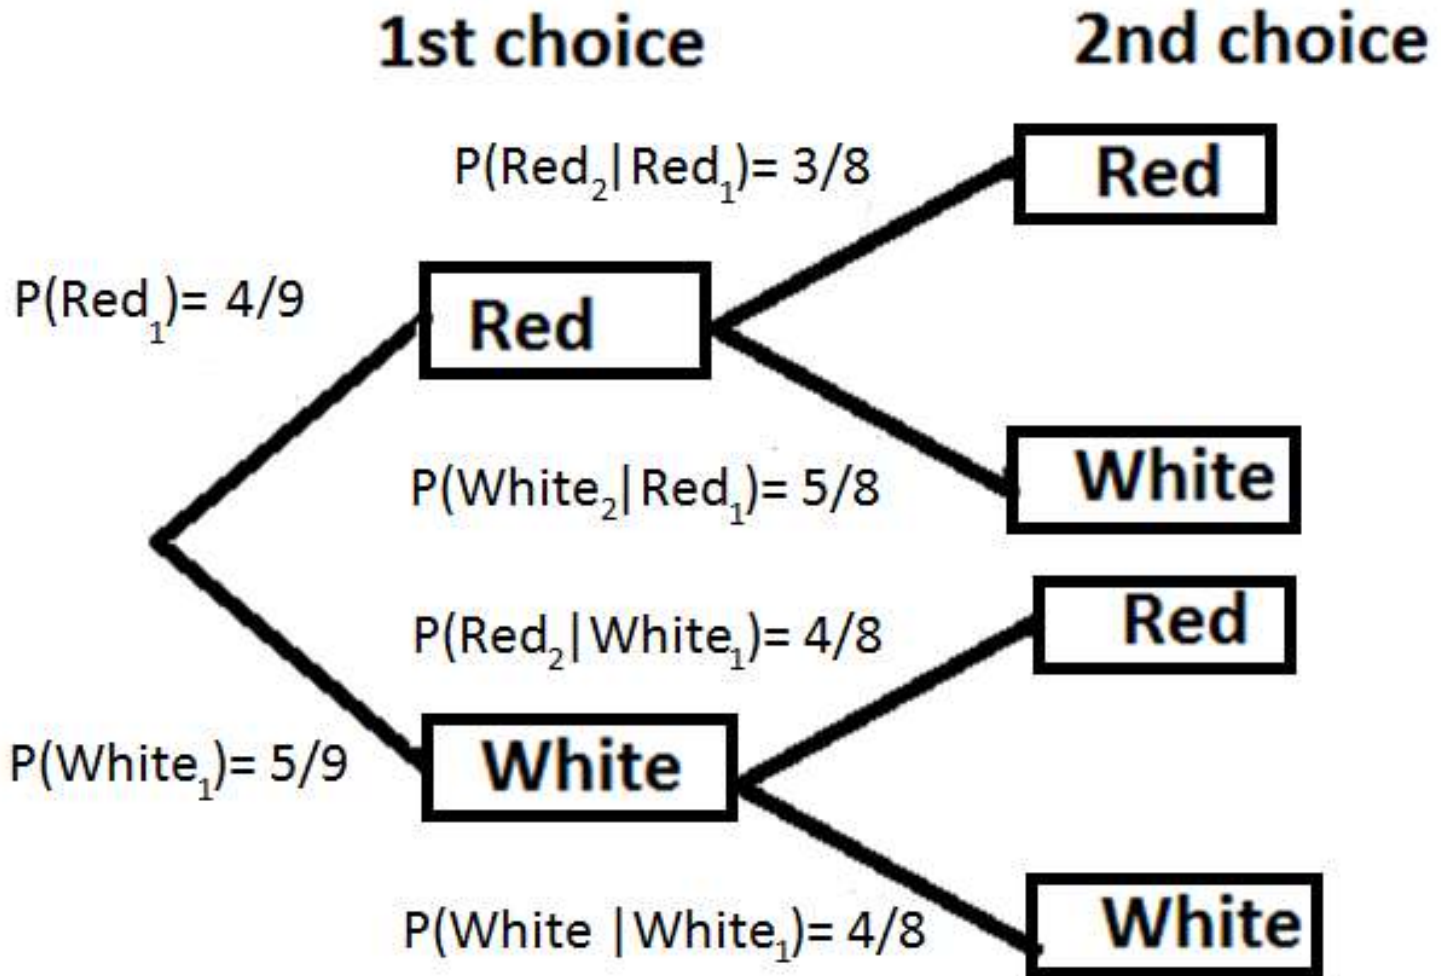 1st choice
2nd choice
P(Red₂|Red₁)= 3/8
Red
P(Red₁)= 4/9
Red
P(White₂|Red₁)= 5/8
White
P(Red₂|White₁)= 4/8
Red
P(White₁)= 5/9
White
P(White |White₁)= 4/8
White